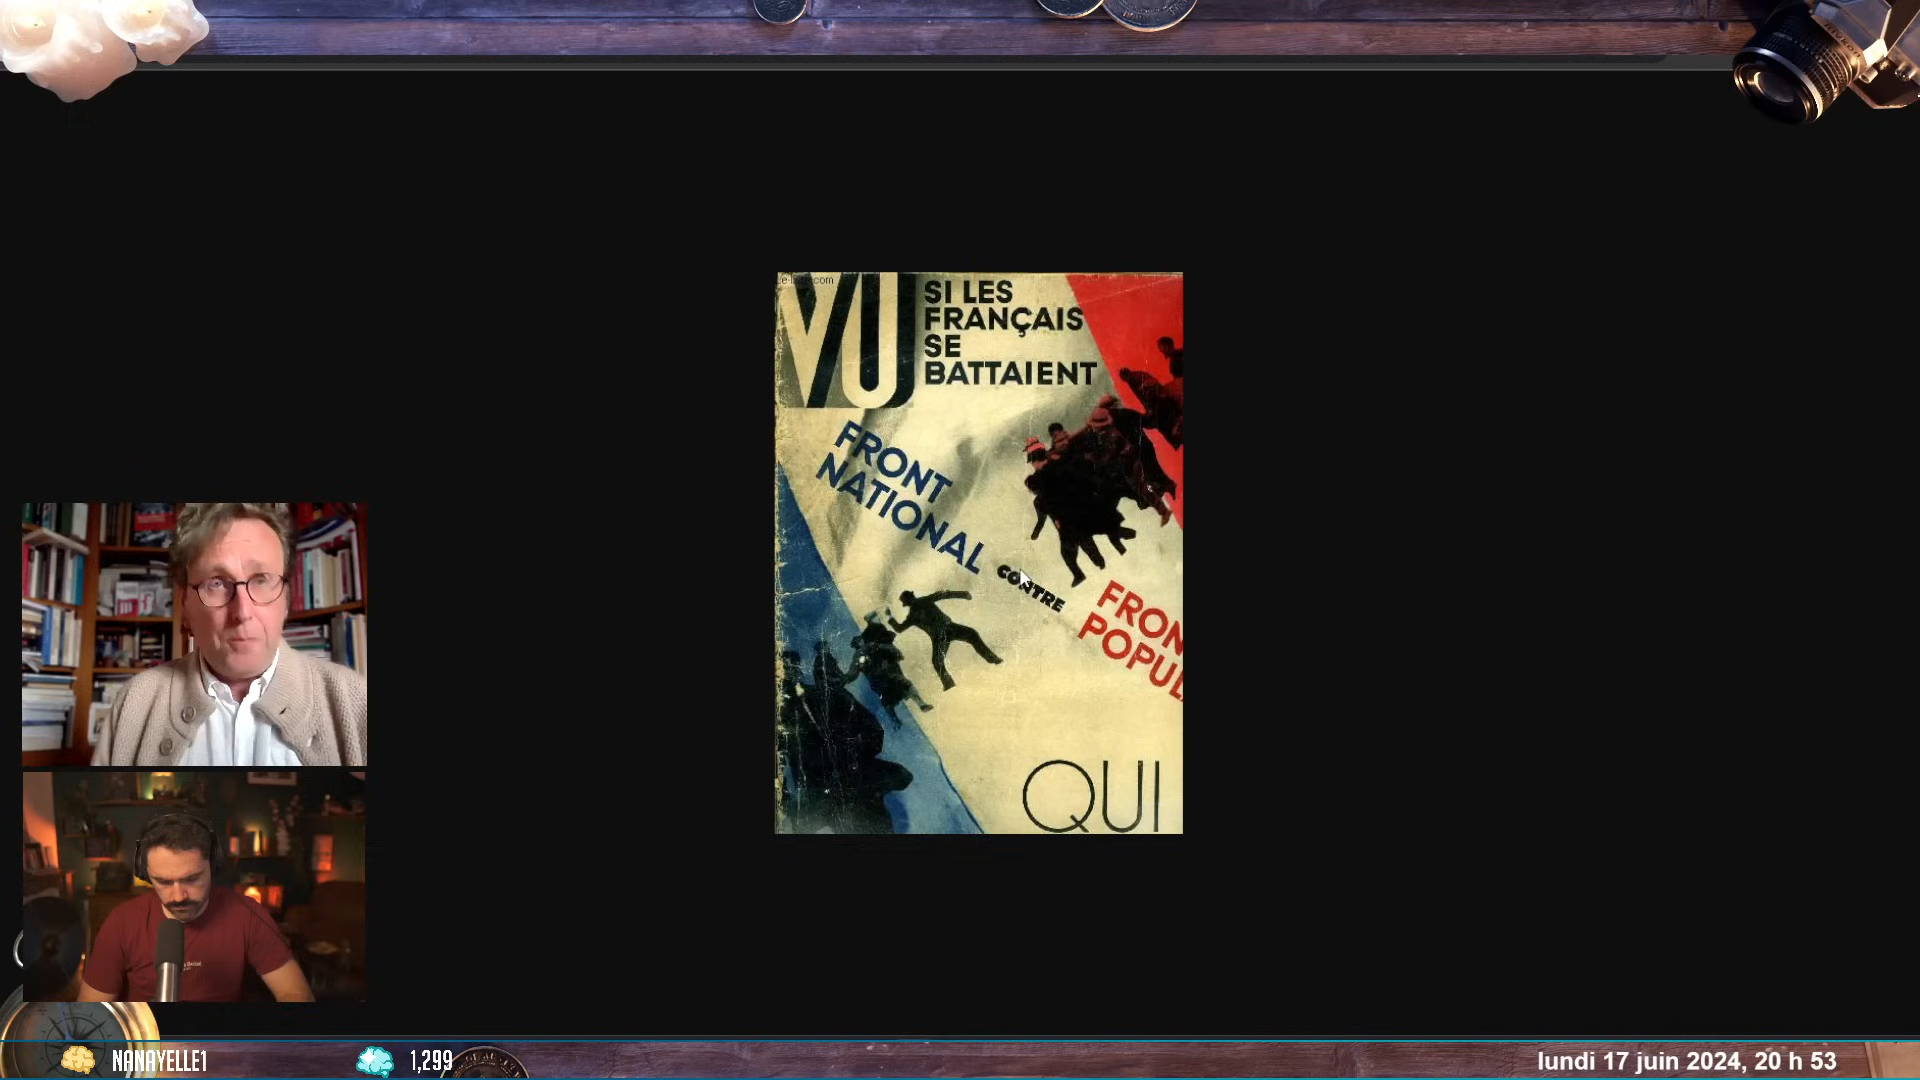 VU
SI LES
FRANÇAIS
SE
BATTAIENT
FRONT
NATIONAL
CONTRE
FRON
POPUL
QUI
NANAYELLE1
1,299
lundi 17 juin 2024, 20 h 53